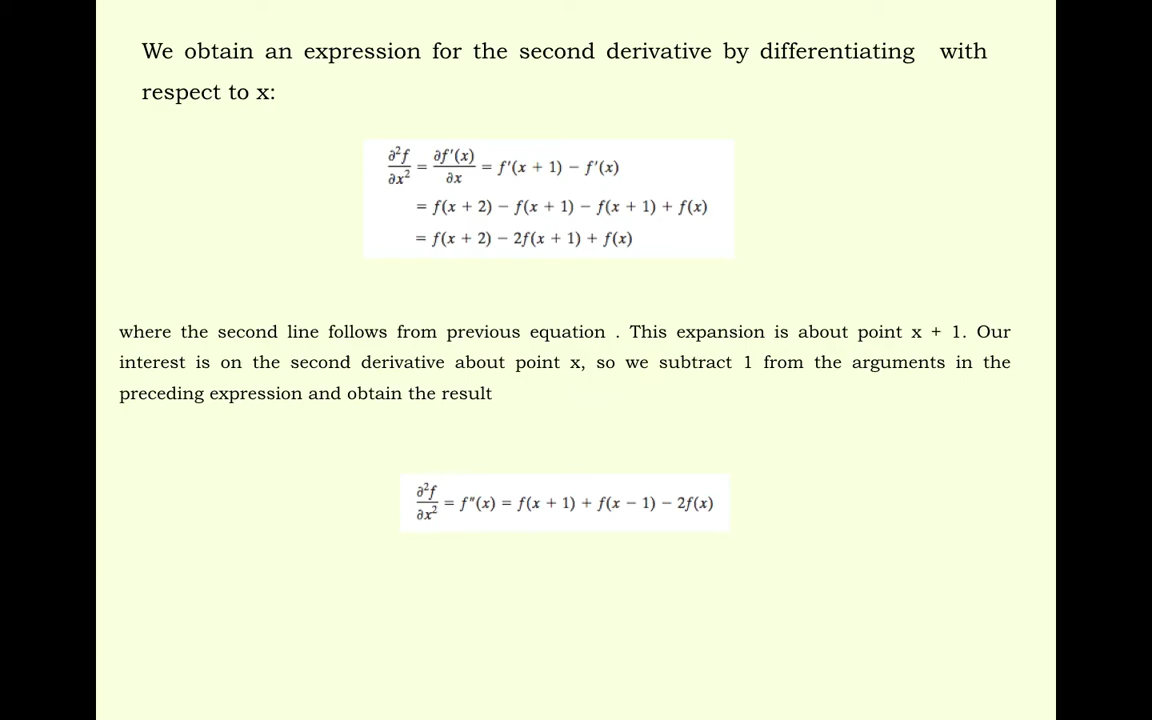 We obtain an expression for the second derivative by differentiating with
respect to x:
∂²f/∂x² = ∂f′(x)/∂x = f′(x + 1) − f′(x)
= f(x + 2) − f(x + 1) − f(x + 1) + f(x)
= f(x + 2) − 2f(x + 1) + f(x)
where the second line follows from previous equation . This expansion is about point x + 1. Our
interest is on the second derivative about point x, so we subtract 1 from the arguments in the
preceding expression and obtain the result
∂²f/∂x² = f″(x) = f(x + 1) + f(x − 1) − 2f(x)